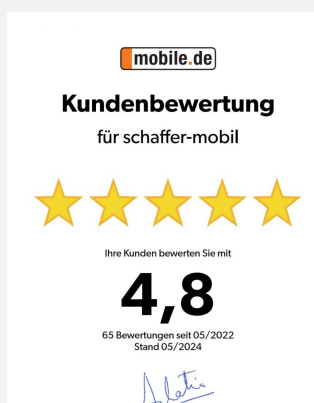 mobile.de
Kundenbewertung
für schaffer-mobil
Ihre Kunden bewerten Sie mit
4,8
65 Bewertungen seit 05/2022
Stand 05/2024